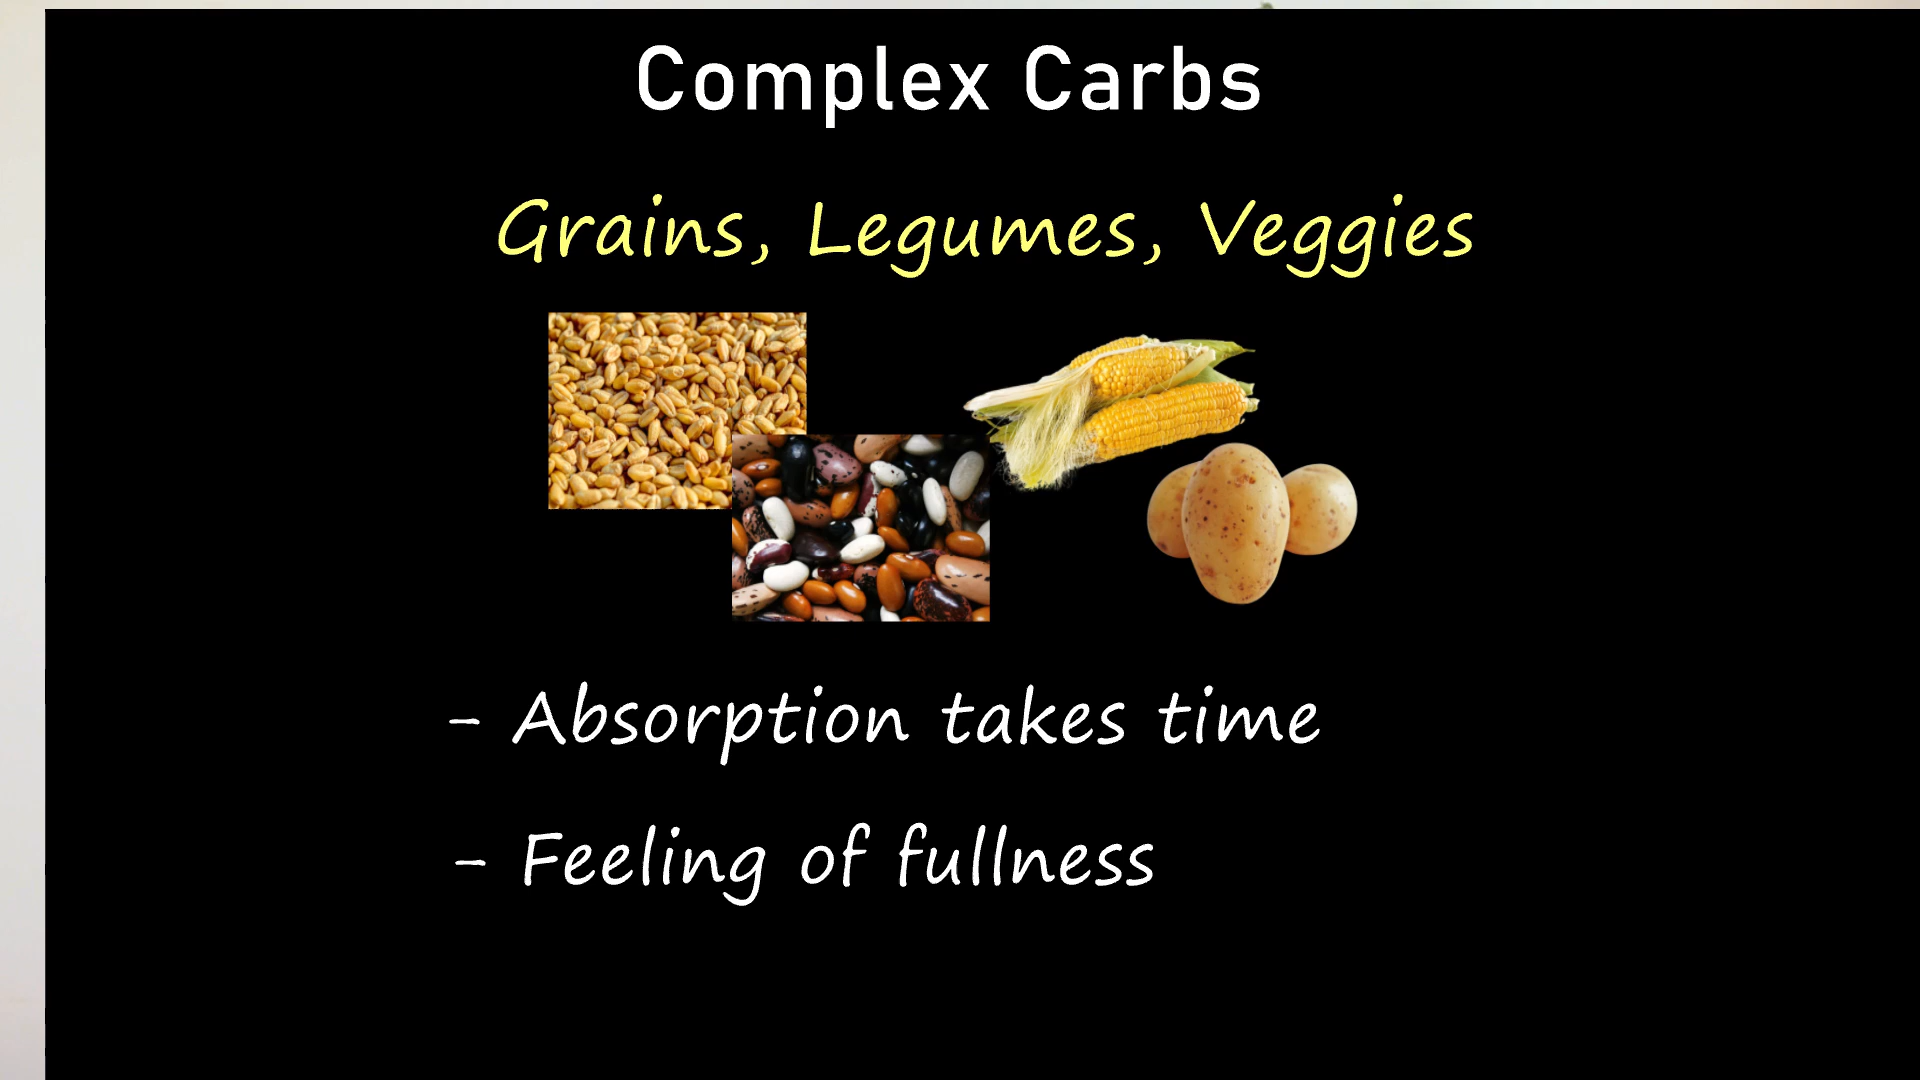 Complex Carbs
Grains, Legumes, Veggies
- Absorption takes time
- Feeling of fullness